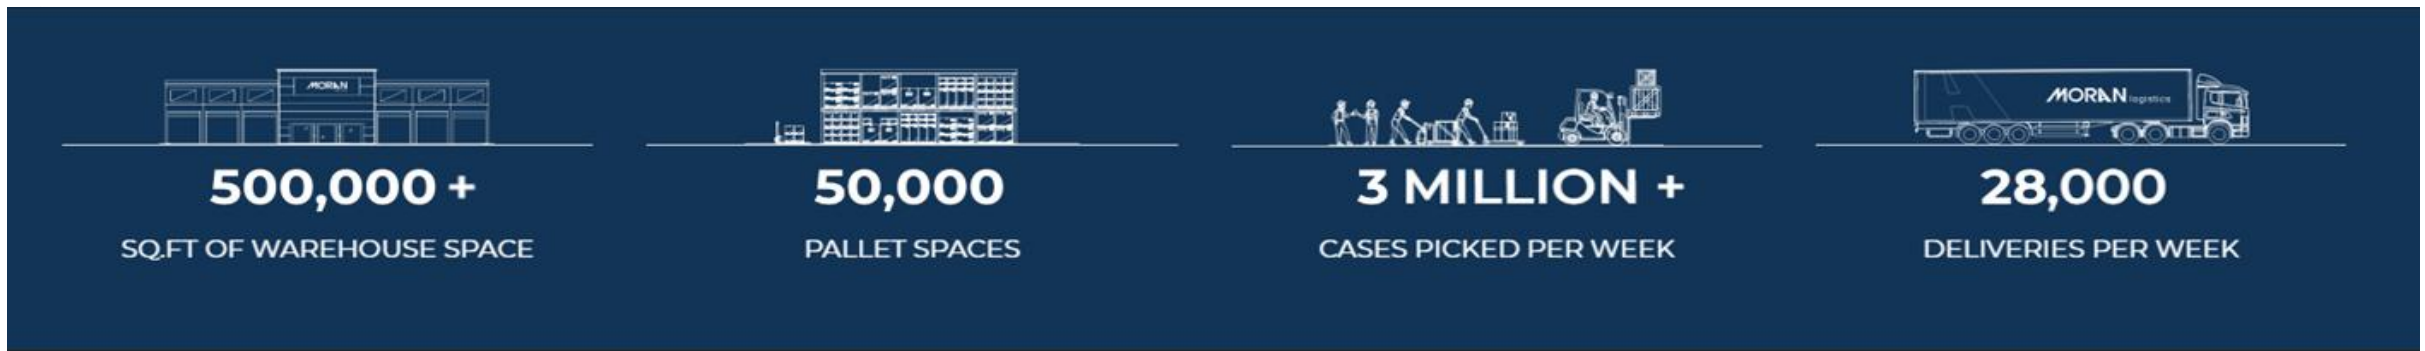 MORAN
500,000 +
SQ.FT OF WAREHOUSE SPACE
50,000
PALLET SPACES
3 MILLION +
CASES PICKED PER WEEK
MORAN logistics
28,000
DELIVERIES PER WEEK